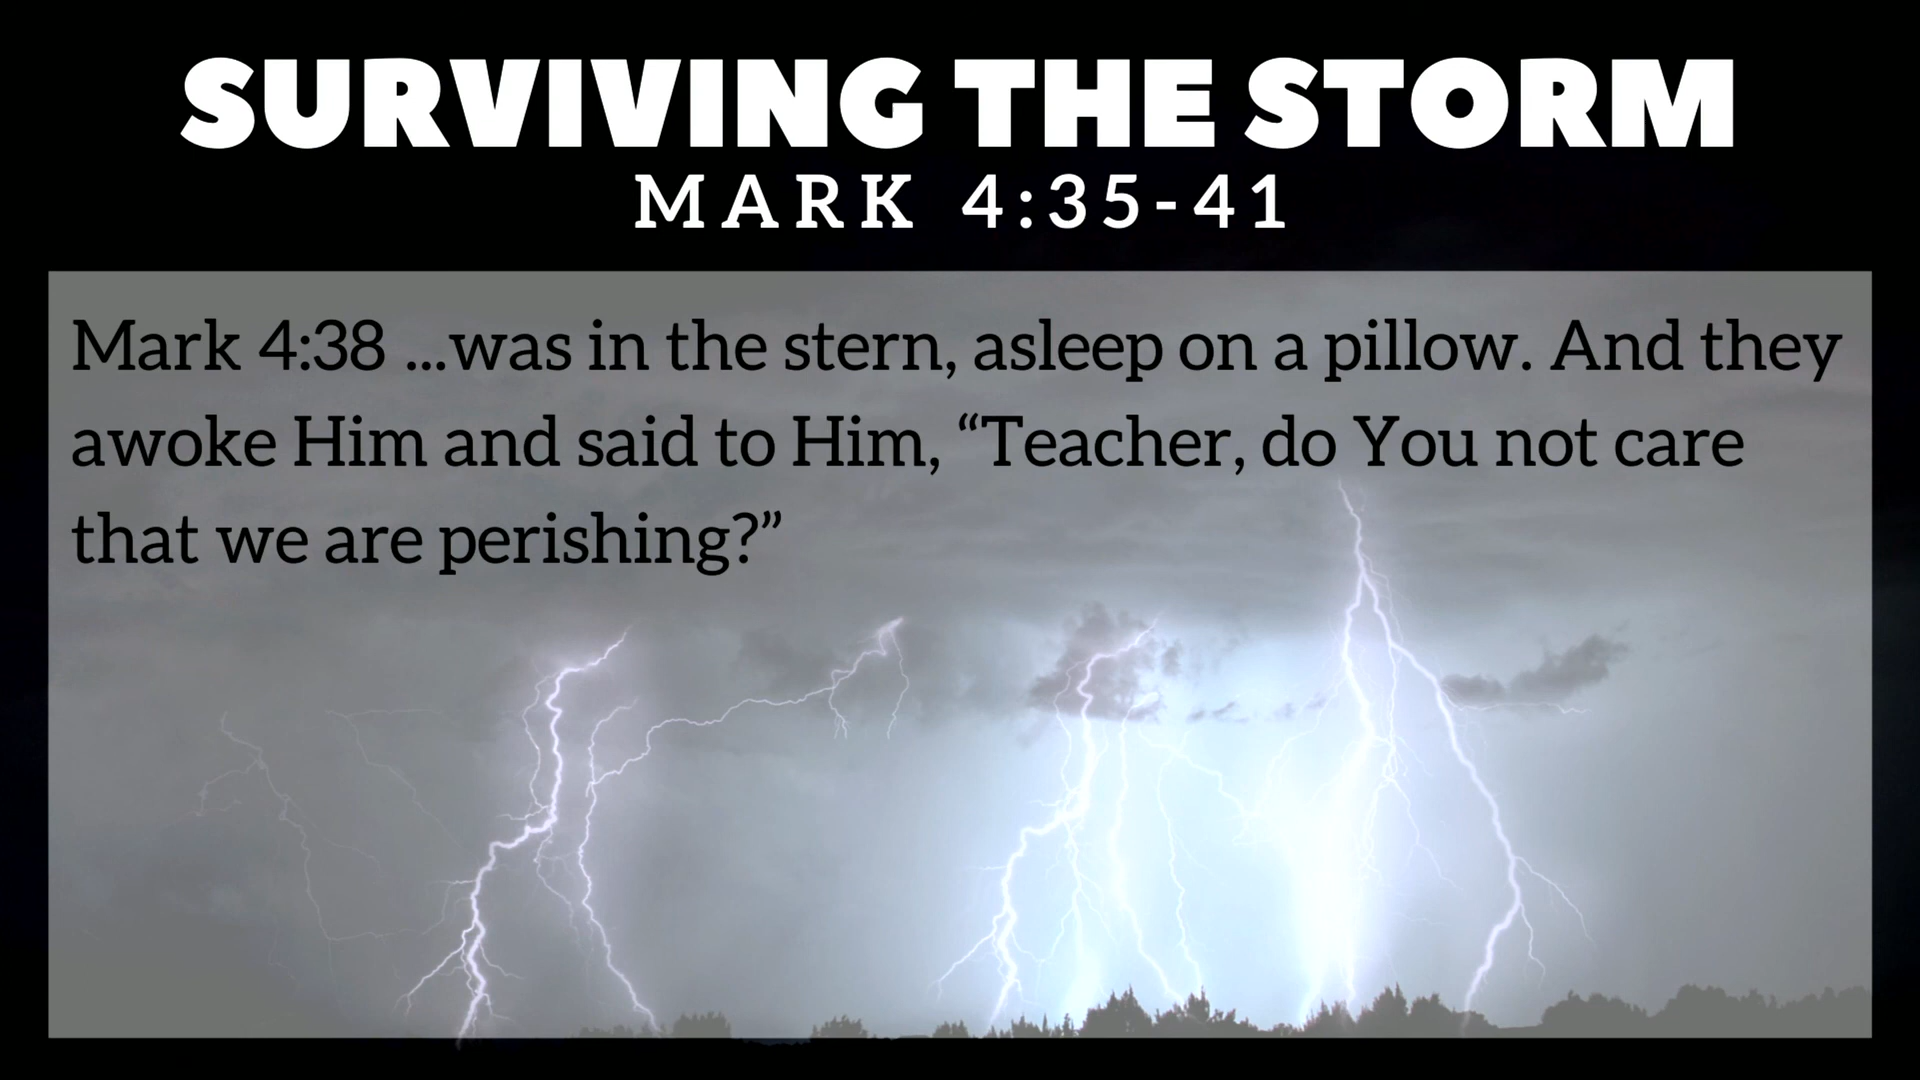 SURVIVING THE STORM
MARK 4:35-41
Mark 4:38 ...was in the stern, asleep on a pillow. And they
awoke Him and said to Him, “Teacher, do You not care
that we are perishing?”